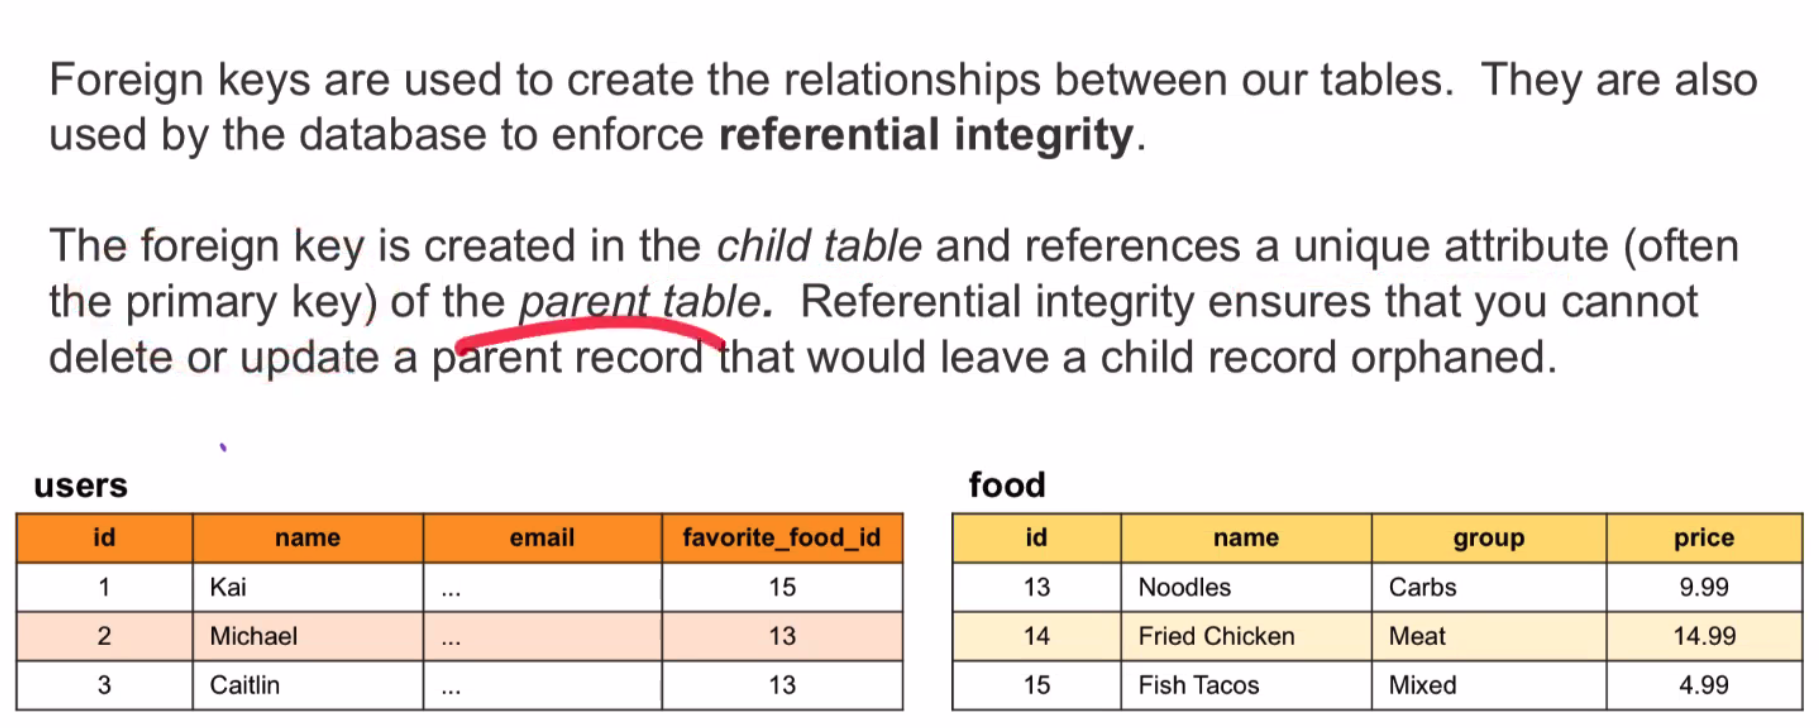 Foreign keys are used to create the relationships between our tables.  They are also
used by the database to enforce referential integrity.
The foreign key is created in the child table and references a unique attribute (often
the primary key) of the parent table.  Referential integrity ensures that you cannot
delete or update a parent record that would leave a child record orphaned.
users
id name email favorite_food_id
1 Kai ... 15
2 Michael ... 13
3 Caitlin ... 13
food
id name group price
13 Noodles Carbs 9.99
14 Fried Chicken Meat 14.99
15 Fish Tacos Mixed 4.99